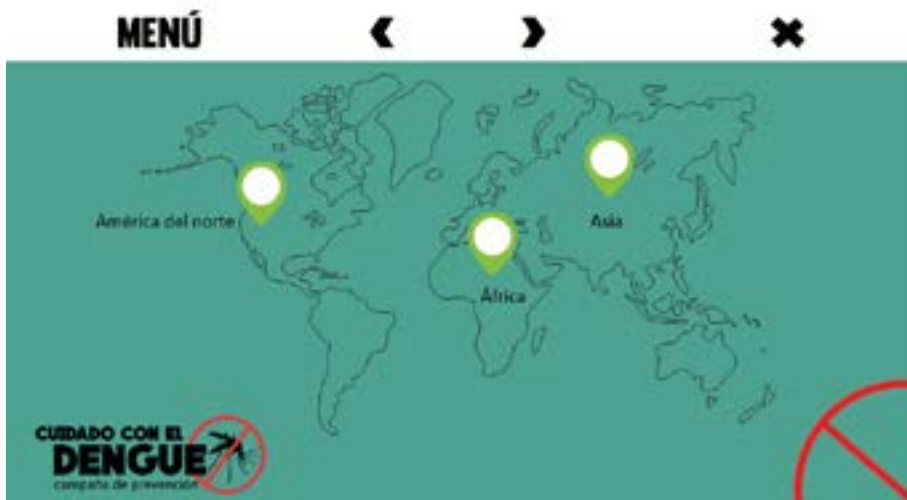 MENÚ
América del norte
Asia
África
CUIDADO CON EL
DENGUE
campaña de prevención